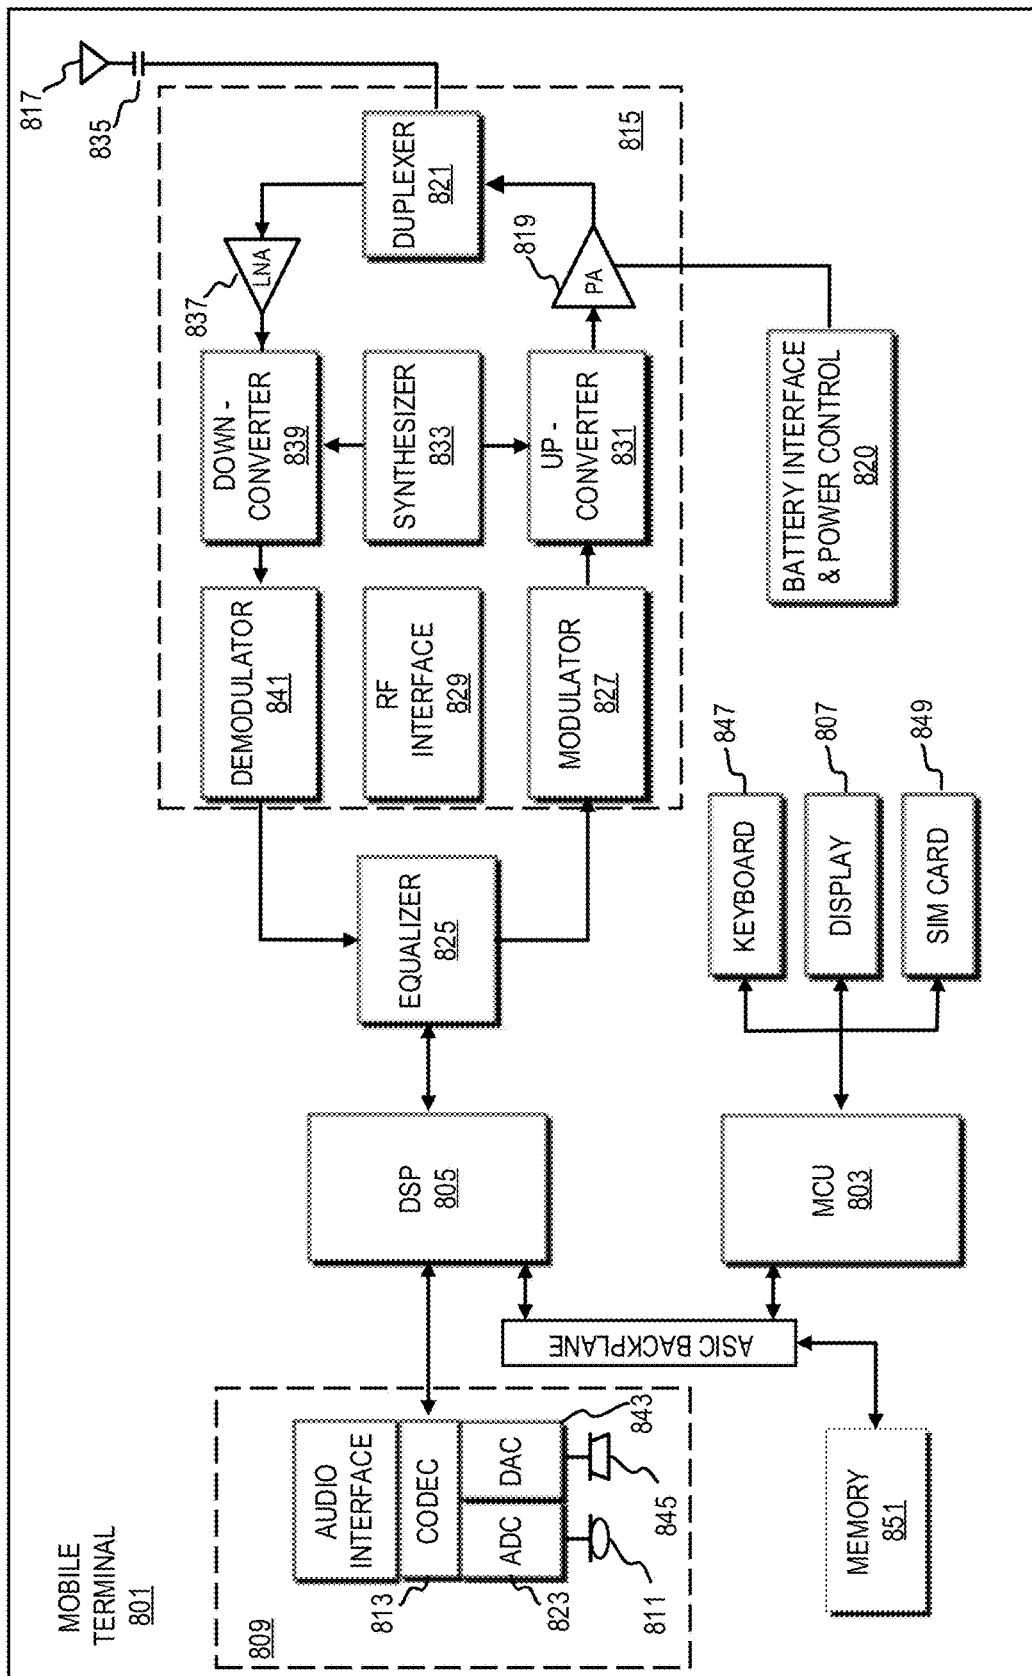 MOBILE
TERMINAL
801
809
AUDIO
INTERFACE
813
CODEC
823
ADC
DAC
843
811
845
ASIC BACKPLANE
MEMORY
851
DSP
805
MCU
803
EQUALIZER
825
KEYBOARD
847
DISPLAY
807
SIM CARD
849
DEMODULATOR
841
RF
INTERFACE
829
MODULATOR
827
DOWN -
CONVERTER
839
SYNTHESIZER
833
UP -
CONVERTER
831
837
LNA
819
PA
DUPLEXER
821
815
817
835
BATTERY INTERFACE
& POWER CONTROL
820